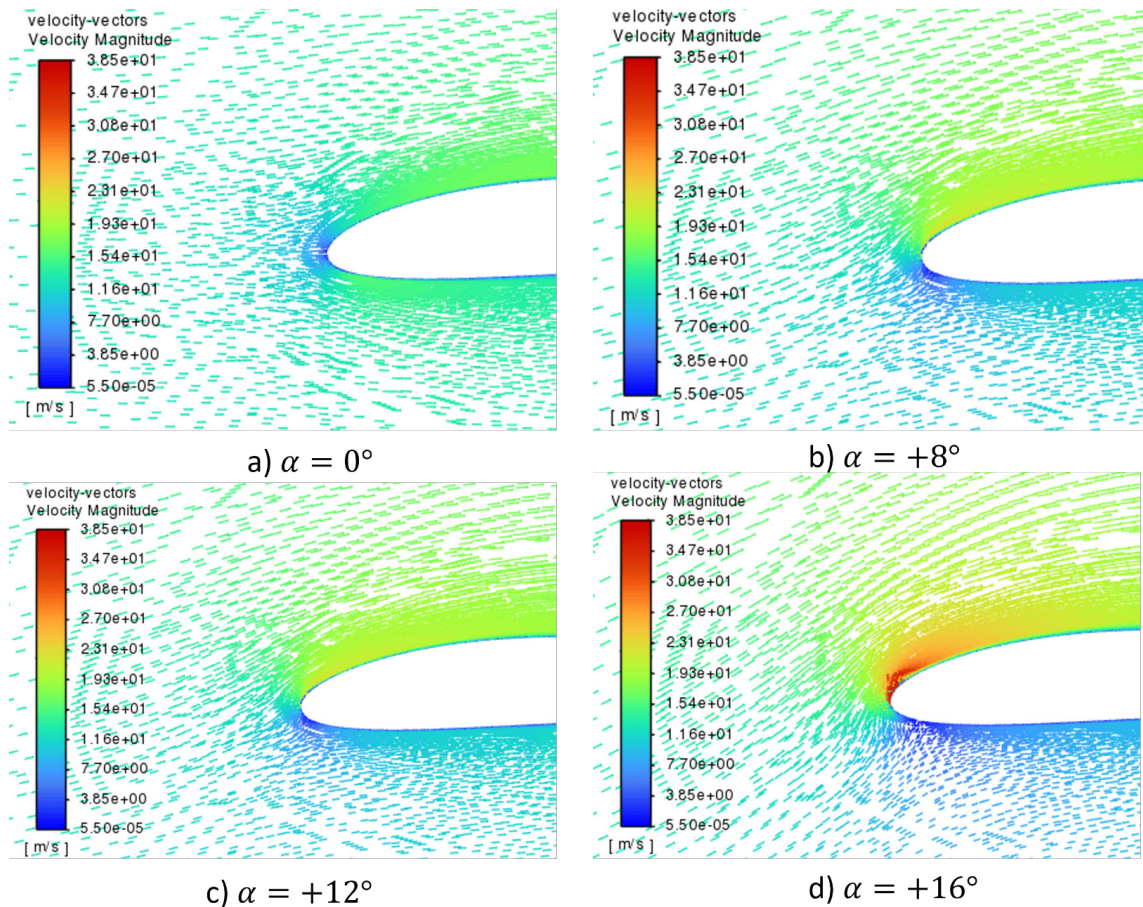 velocity-vectors
Velocity Magnitude
3.85e+01
3.47e+01
3.08e+01
2.70e+01
2.31e+01
1.93e+01
1.54e+01
1.16e+01
7.70e+00
3.85e+00
5.50e-05
[ m/s ]
a) α = 0°
velocity-vectors
Velocity Magnitude
3.85e+01
3.47e+01
3.08e+01
2.70e+01
2.31e+01
1.93e+01
1.54e+01
1.16e+01
7.70e+00
3.85e+00
5.50e-05
[ m/s ]
b) α = +8°
velocity-vectors
Velocity Magnitude
3.85e+01
3.47e+01
3.08e+01
2.70e+01
2.31e+01
1.93e+01
1.54e+01
1.16e+01
7.70e+00
3.85e+00
5.50e-05
[ m/s ]
c) α = +12°
velocity-vectors
Velocity Magnitude
3.85e+01
3.47e+01
3.08e+01
2.70e+01
2.31e+01
1.93e+01
1.54e+01
1.16e+01
7.70e+00
3.85e+00
5.50e-05
[ m/s ]
d) α = +16°